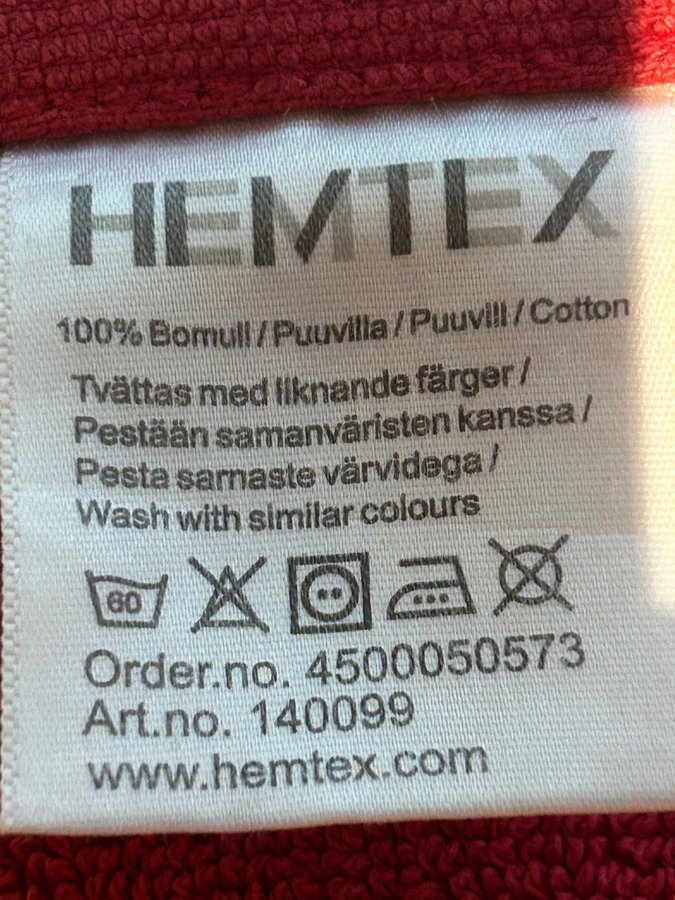 HEMTEX
100% Bomull / Puuvilla / Puuvill / Cotton
Tvättas med liknande färger /
Pestään samanväristen kanssa /
Pesta samaste värvidega /
Wash with similar colours
60
Order.no. 4500050573
Art.no. 140099
www.hemtex.com